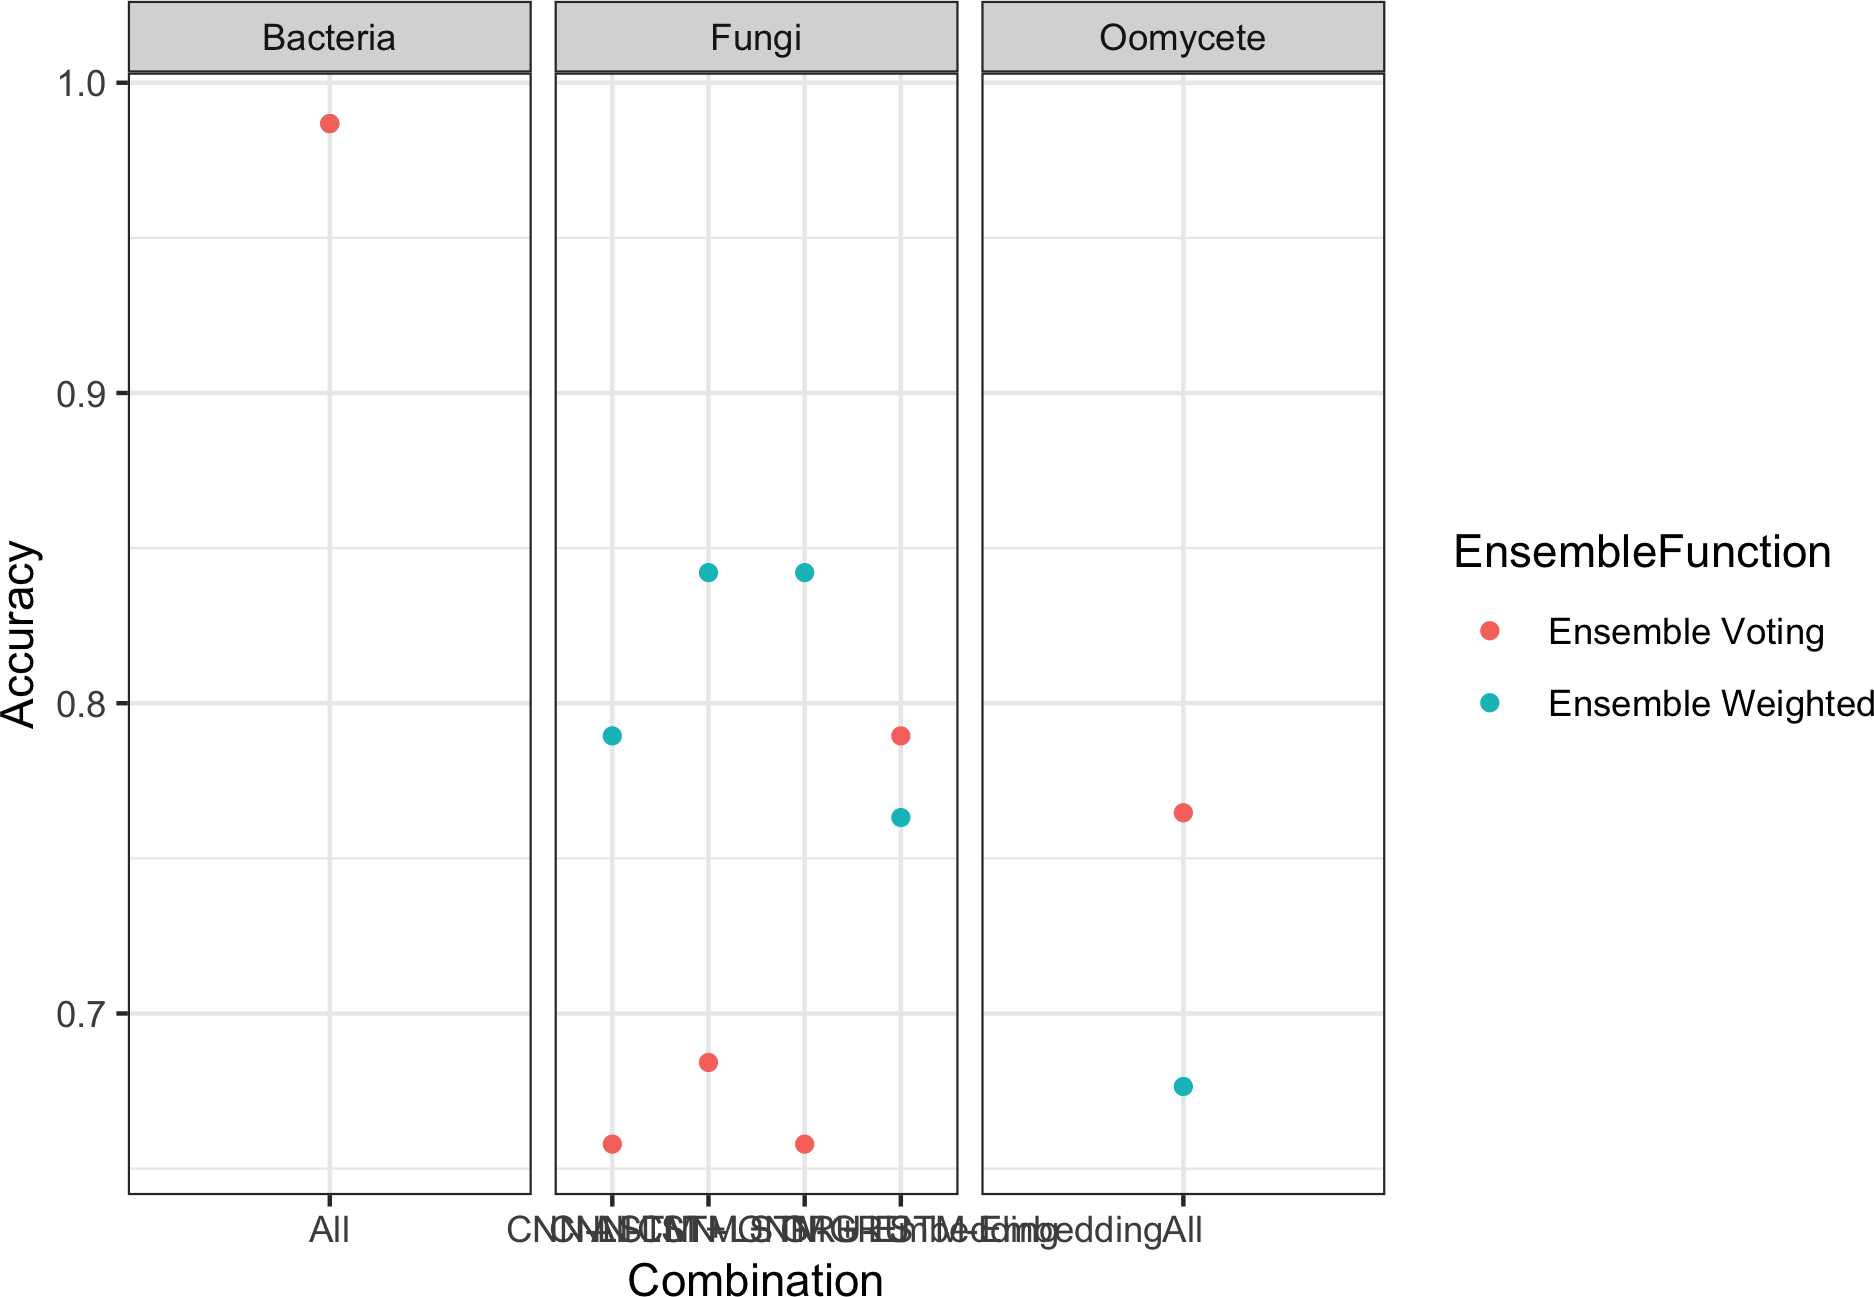 Bacteria
Fungi
Oomycete
1.0
0.9
0.8
0.7
Accuracy
All
All
Combination
EnsembleFunction
Ensemble Voting
Ensemble Weighted